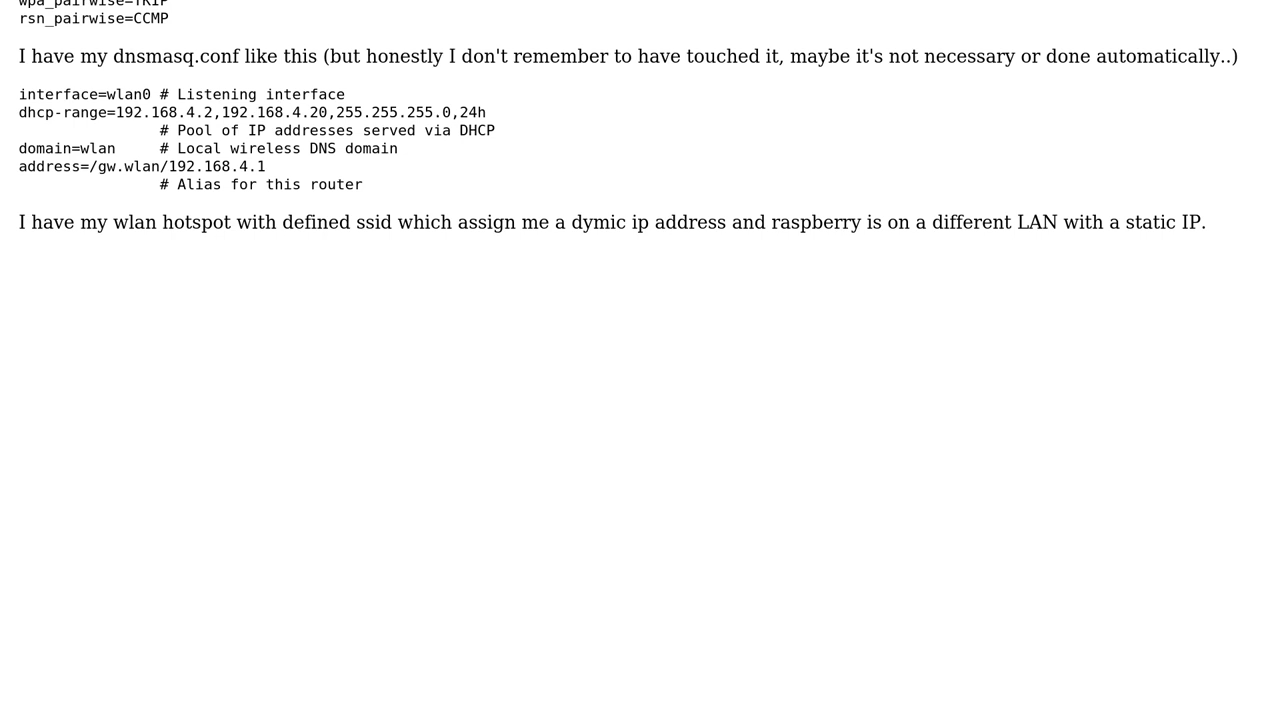 wpa_pairwise=TKIP
rsn_pairwise=CCMP
I have my dnsmasq.conf like this (but honestly I don't remember to have touched it, maybe it's not necessary or done automatically..)
interface=wlan0 # Listening interface
dhcp-range=192.168.4.2,192.168.4.20,255.255.255.0,24h
                # Pool of IP addresses served via DHCP
domain=wlan     # Local wireless DNS domain
address=/gw.wlan/192.168.4.1
                # Alias for this router
I have my wlan hotspot with defined ssid which assign me a dymic ip address and raspberry is on a different LAN with a static IP.